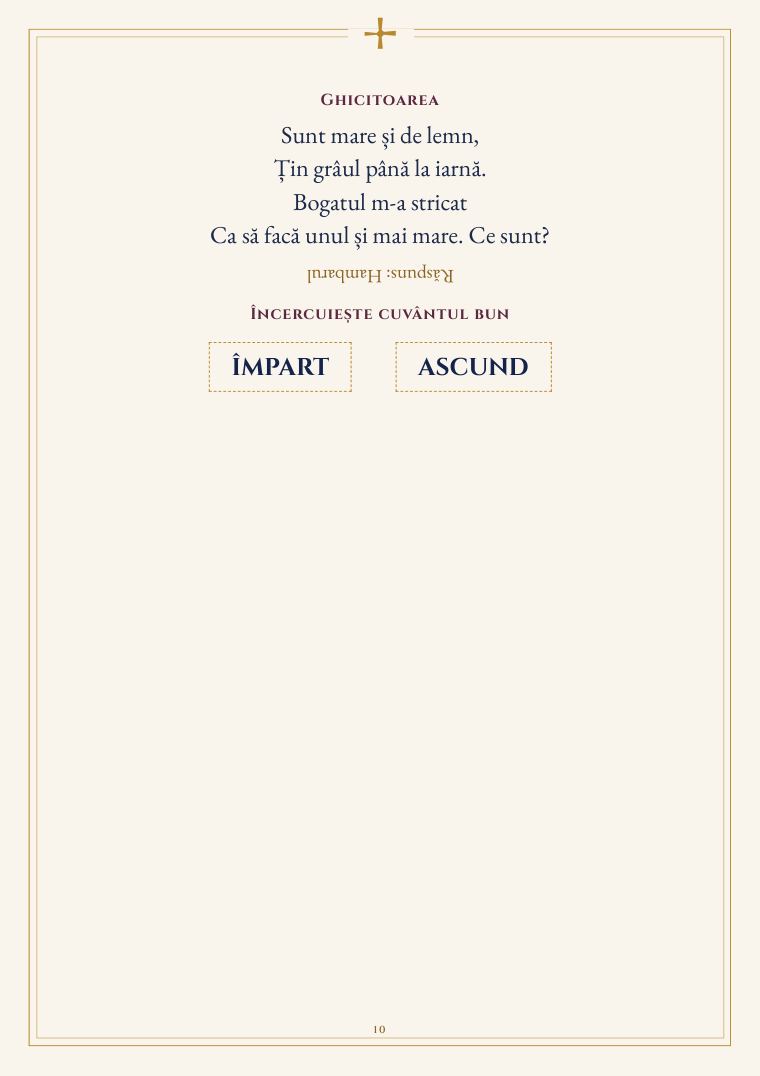 Ghicitoarea
Sunt mare și de lemn,
Țin grâul până la iarnă.
Bogatul m-a stricat
Ca să facă unul și mai mare. Ce sunt?
Răspuns: Hambarul
Încercuiește cuvântul bun
ÎMPART ASCUND
10